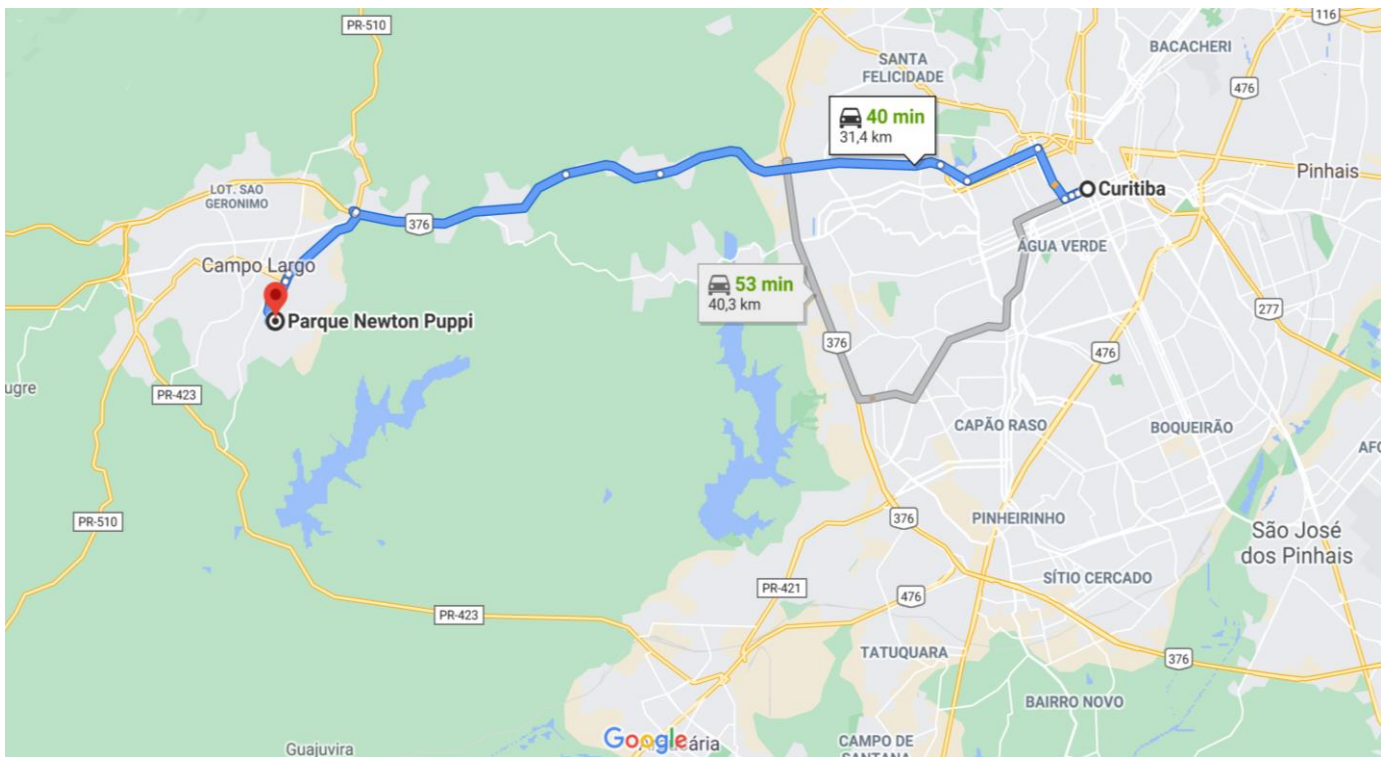 PR-510
116
BACACHERI
SANTA
FELICIDADE
476
40 min
31,4 km
Pinhais
Curitiba
LOT. SAO
GERONIMO
376
ÁGUA VERDE
Campo Largo
53 min
40,3 km
277
Parque Newton Puppi
376
476
ugre
PR-423
CAPÃO RASO
BOQUEIRÃO
AFO
PR-510
376
PINHEIRINHO
São José
dos Pinhais
SÍTIO CERCADO
PR-421
476
PR-423
TATUQUARA
376
BAIRRO NOVO
Google
cária
Guajuvira
CAMPO DE
SANTANA